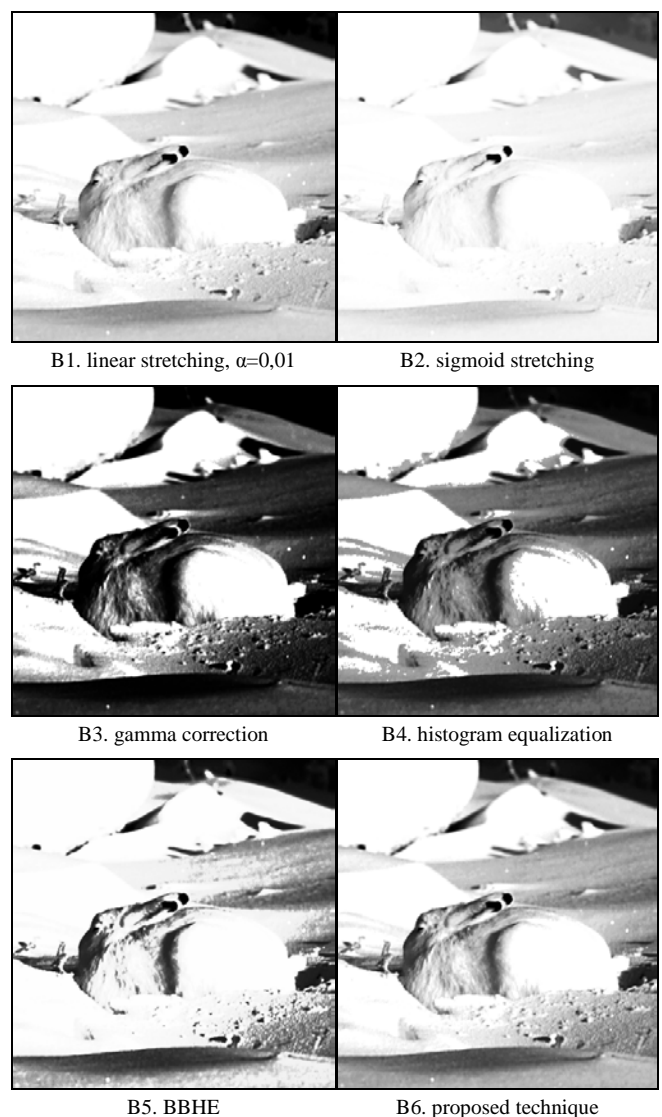 B1. linear stretching, α=0,01
B2. sigmoid stretching
B3. gamma correction
B4. histogram equalization
B5. BBHE
B6. proposed technique